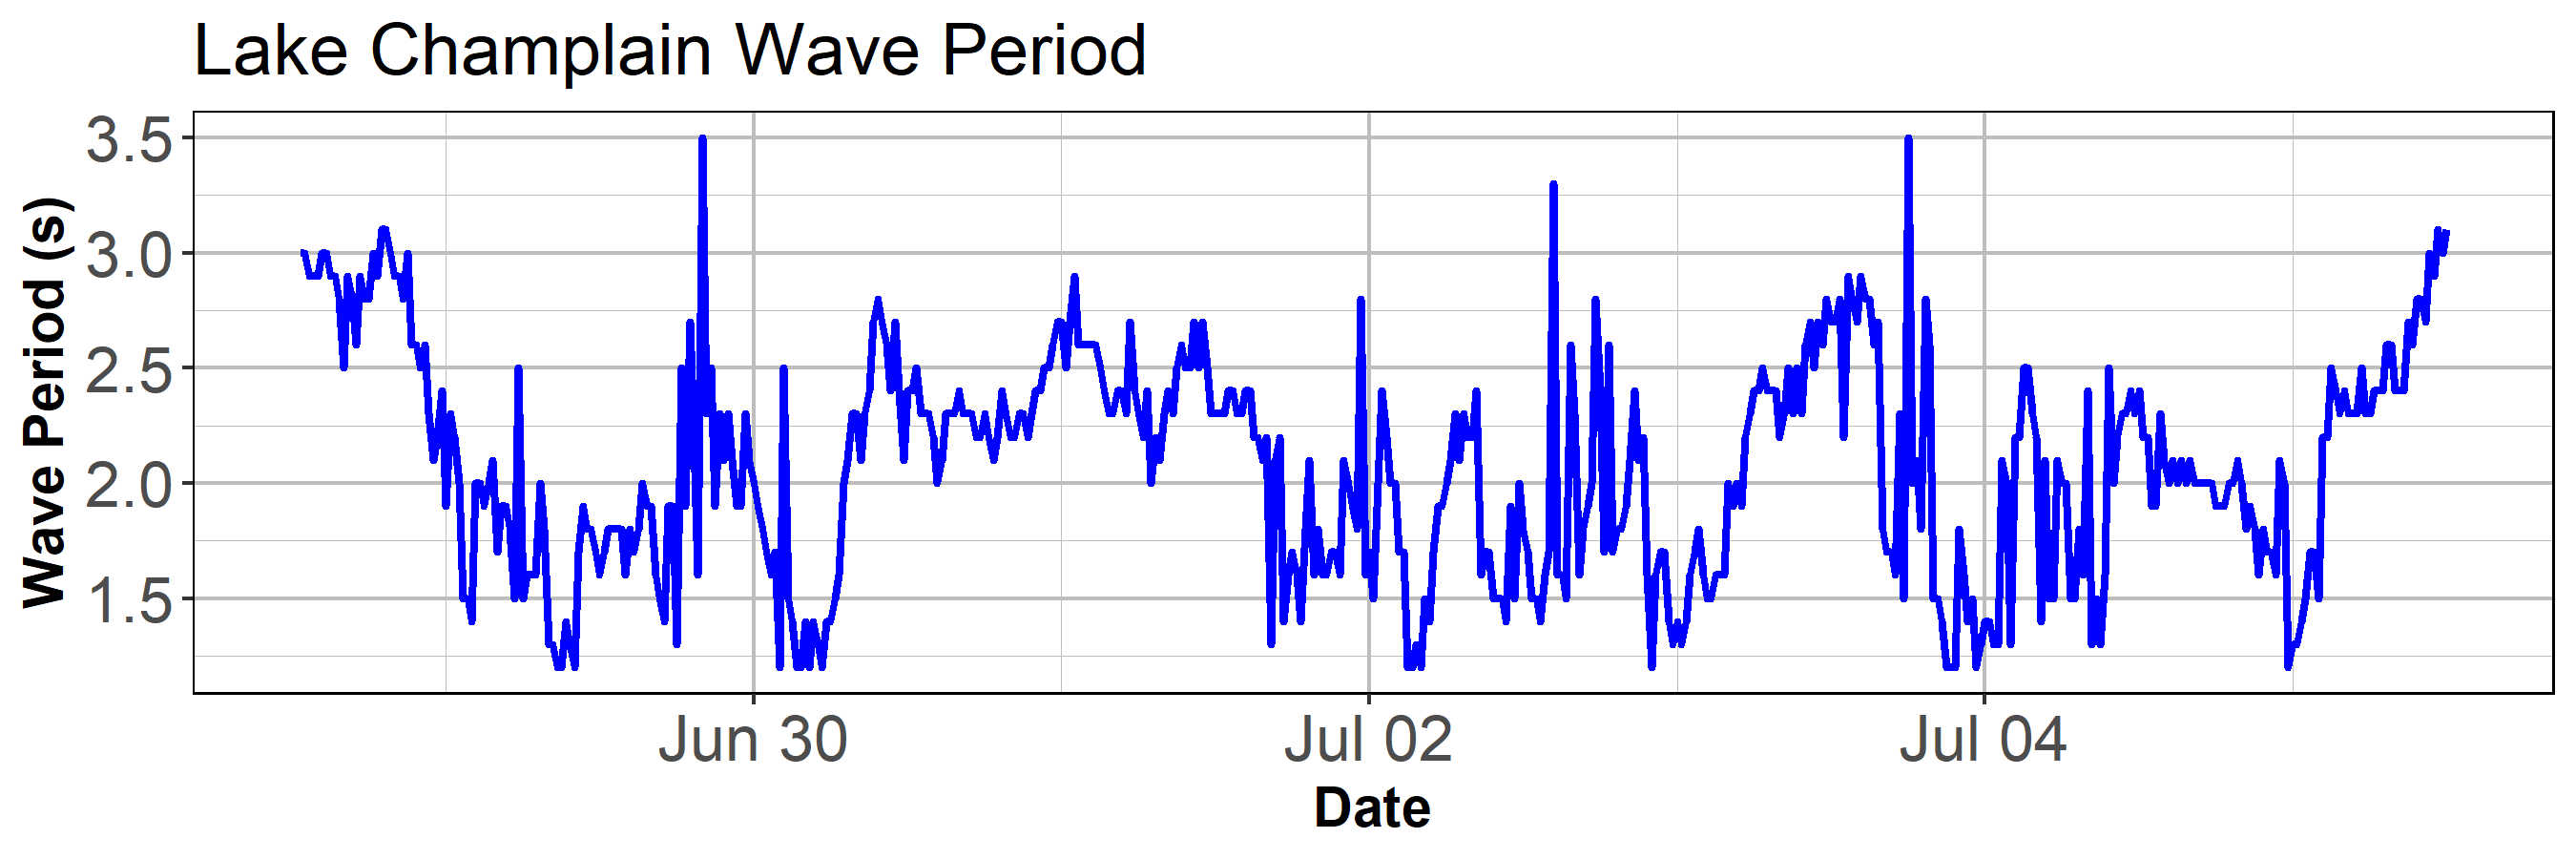 Lake Champlain Wave Period
Wave Period (s)
3.5
3.0
2.5
2.0
1.5
Jun 30 Jul 02 Jul 04
Date